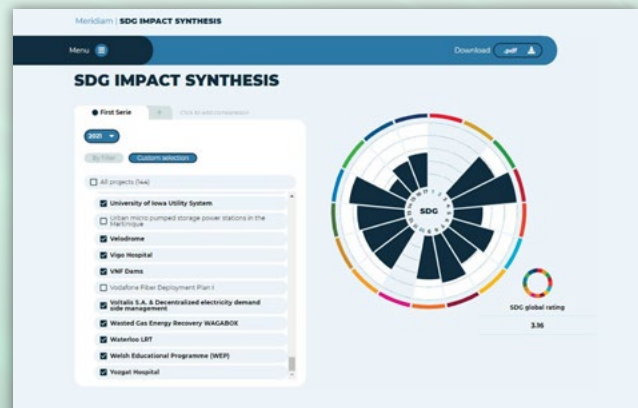 Meridiam | SDG IMPACT SYNTHESIS
Menu
Download .pdf
SDG IMPACT SYNTHESIS
First Serie
+
Click to add comparaison
2021
By Filter
Custom selection
All projects (144)
University of Iowa Utility System
Urban micro pumped storage power stations in the
Martinique
Velodrome
Vigo Hospital
VNF Dams
Vodafone Fiber Deployment Plan I
Voltalis S.A. & Decentralized electricity demand
side management
Wasted Gas Energy Recovery WAGABOX
Waterloo LRT
Welsh Educational Programme (WEP)
Yozgat Hospital
SDG
SDG global rating
3.16